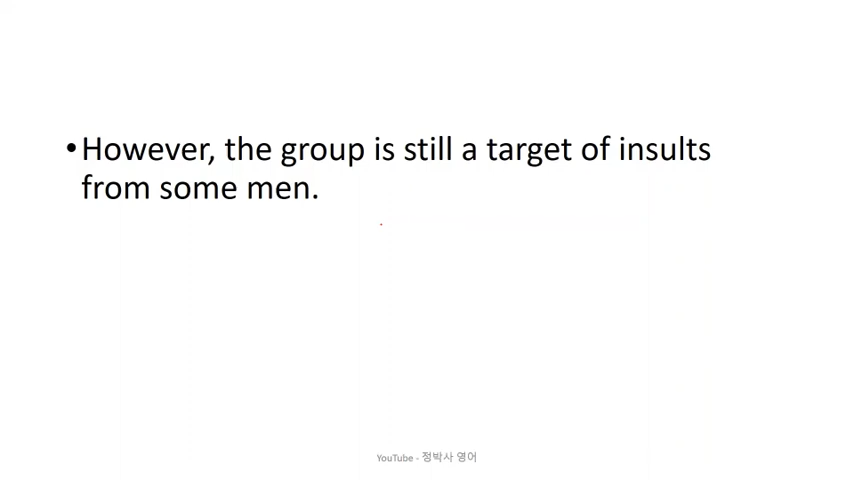 •However, the group is still a target of insults
from some men.
YouTube - 정박사 영어